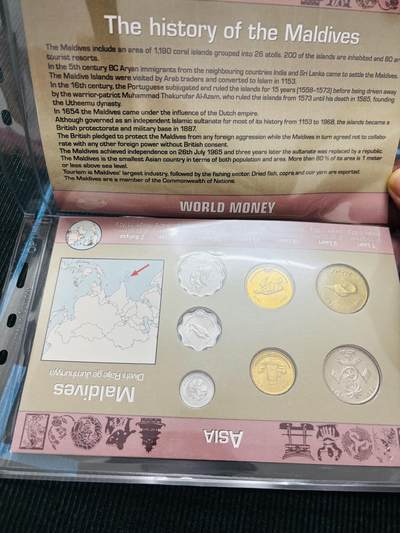 The history of the Maldives
The Maldives include an area of 1,190 coral islands grouped into 26 atolls. 200 of the islands are inhabited and 80 are
tourist resorts.
In the 5th century BC Aryan immigrants from the neighbouring countries India and Sri Lanka came to settle the Maldives.
The Maldive Islands were visited by Arab traders and converted to Islam in 1153.
In the 16th century, the Portuguese subjugated and ruled the islands for 15 years (1558-1573) before being driven away
by the warrior-patriot Muhammad Thakurufar Al-Azam, who ruled the islands from 1573 until his death in 1585, founding
the Utheemu dynasty.
In 1654 the Maldives came under the influence of the Dutch empire.
Although governed as an independent Islamic sultanate for most of its history from 1153 to 1968, the islands became a
British protectorate and military base in 1887.
The British pledged to protect the Maldives from any foreign aggression while the Maldives in turn agreed not to collabo-
rate with any other foreign power without British consent.
The Maldives achieved independence on 26th July 1965 and three years later the sultanate was replaced by a republic.
The Maldives is the smallest Asian country in terms of both population and area. More than 80 % of its area is 1 meter
or less above sea level.
Tourism is Maldives' largest industry, followed by the fishing sector. Dried fish, copra and coir yarn are exported.
The Maldives are a member of the Commonwealth of Nations.
WORLD MONEY
Maldives
Divehi Raje ge Jumhuriyya
ASIA